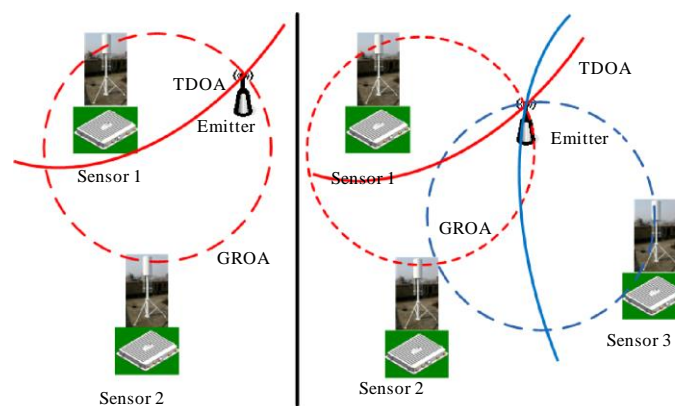 TDOA
Emitter
Sensor 1
GROA
Sensor 2
TDOA
Emitter
Sensor 1
GROA
Sensor 3
Sensor 2